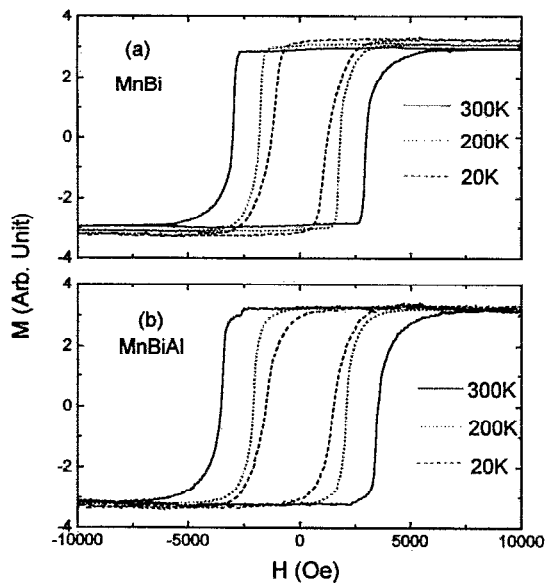 4
2
0
-2
-4
(a)
MnBi
300K
200K
20K
M (Arb. Unit)
4
2
0
-2
-4
(b)
MnBiAl
300K
200K
20K
-10000 -5000 0 5000 10000
H (Oe)